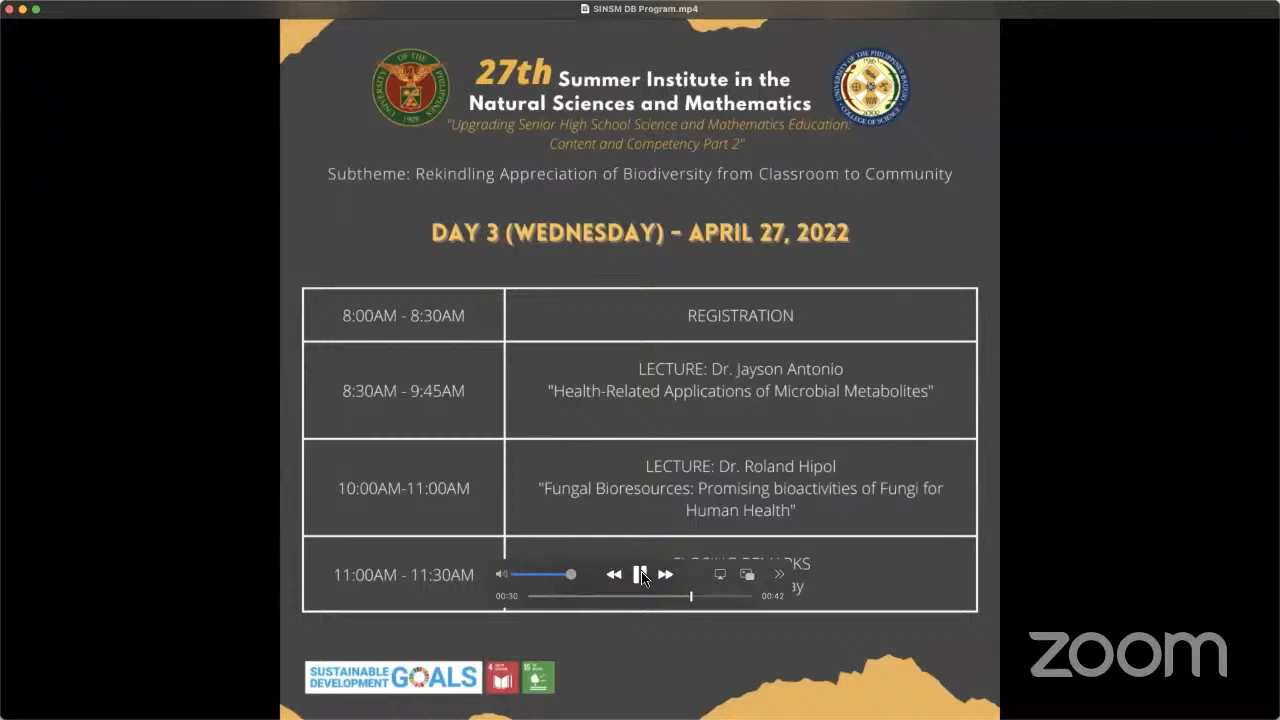 SINSM DB Program.mp4
27th Summer Institute in the
Natural Sciences and Mathematics
"Upgrading Senior High School Science and Mathematics Education:
Content and Competency Part 2"
Subtheme: Rekindling Appreciation of Biodiversity from Classroom to Community
DAY 3 (WEDNESDAY) - APRIL 27, 2022
8:00AM - 8:30AM
REGISTRATION
8:30AM - 9:45AM
LECTURE: Dr. Jayson Antonio
"Health-Related Applications of Microbial Metabolites"
10:00AM-11:00AM
LECTURE: Dr. Roland Hipol
"Fungal Bioresources: Promising bioactivities of Fungi for
Human Health"
11:00AM - 11:30AM
00:30
00:42
SUSTAINABLE
DEVELOPMENT
GOALS
4
15
zoom